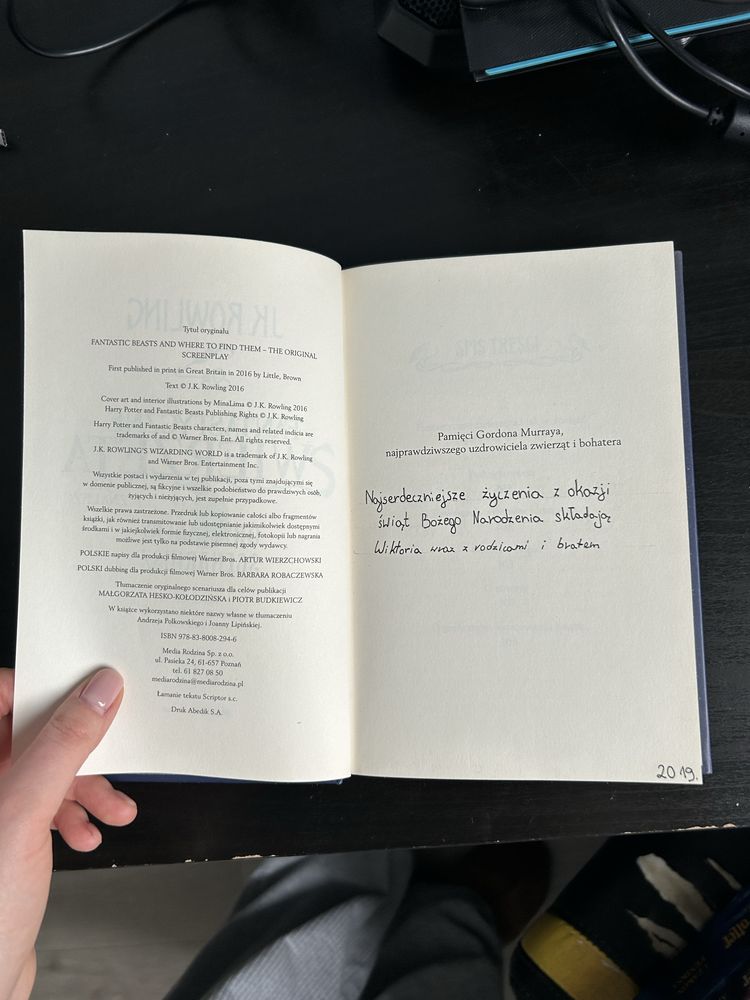 Tytuł oryginału
FANTASTIC BEASTS AND WHERE TO FIND THEM – THE ORIGINAL
SCREENPLAY
First published in print in Great Britain in 2016 by Little, Brown
Text © J.K. Rowling 2016
Cover art and interior illustrations by MinaLima © J.K. Rowling 2016
Harry Potter and Fantastic Beasts Publishing Rights © J.K. Rowling
Harry Potter and Fantastic Beasts characters, names and related indicia are
trademarks of and © Warner Bros. Ent. All rights reserved.
J.K. ROWLING'S WIZARDING WORLD is a trademark of J.K. Rowling
and Warner Bros. Entertainment Inc.
Wszystkie postaci i wydarzenia w tej publikacji, poza tymi znajdującymi się
w domenie publicznej, są fikcyjne i wszelkie podobieństwo do prawdziwych osób,
żyjących i nieżyjących, jest zupełnie przypadkowe.
Wszelkie prawa zastrzeżone. Przedruk lub kopiowanie całości albo fragmentów
książki, jak również transmitowanie lub udostępnianie jakimikolwiek dostępnymi
środkami i w jakiejkolwiek formie fizycznej, elektronicznej, fotokopii lub nagrania
możliwe jest tylko na podstawie pisemnej zgody wydawcy.
POLSKIE napisy dla produkcji filmowej Warner Bros. ARTUR WIERZCHOWSKI
POLSKI dubbing dla produkcji filmowej Warner Bros. BARBARA ROBACZEWSKA
Tłumaczenie oryginalnego scenariusza dla celów publikacji
MAŁGORZATA HESKO-KOŁODZIŃSKA i PIOTR BUDKIEWICZ
W książce wykorzystano niektóre nazwy własne w tłumaczeniu
Andrzeja Polkowskiego i Joanny Lipińskiej.
ISBN 978-83-8008-294-6
Media Rodzina Sp. z o.o.
ul. Pasieka 24, 61-657 Poznań
tel. 61 827 08 50
mediarodzina@mediarodzina.pl
Łamanie tekstu Scriptor s.c.
Druk Abedik S.A.
Pamięci Gordona Murraya,
najprawdziwszego uzdrowiciela zwierząt i bohatera
Najserdeczniejsze życzenia z okazji
świąt Bożego Narodzenia składają
Wiktoria wraz z rodzicami i bratem
2019.